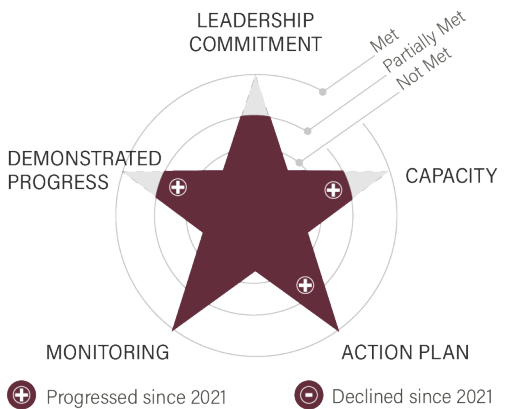 LEADERSHIP
COMMITMENT
Met
Partially Met
Not Met
DEMONSTRATED
PROGRESS
CAPACITY
MONITORING
ACTION PLAN
Progressed since 2021
Declined since 2021